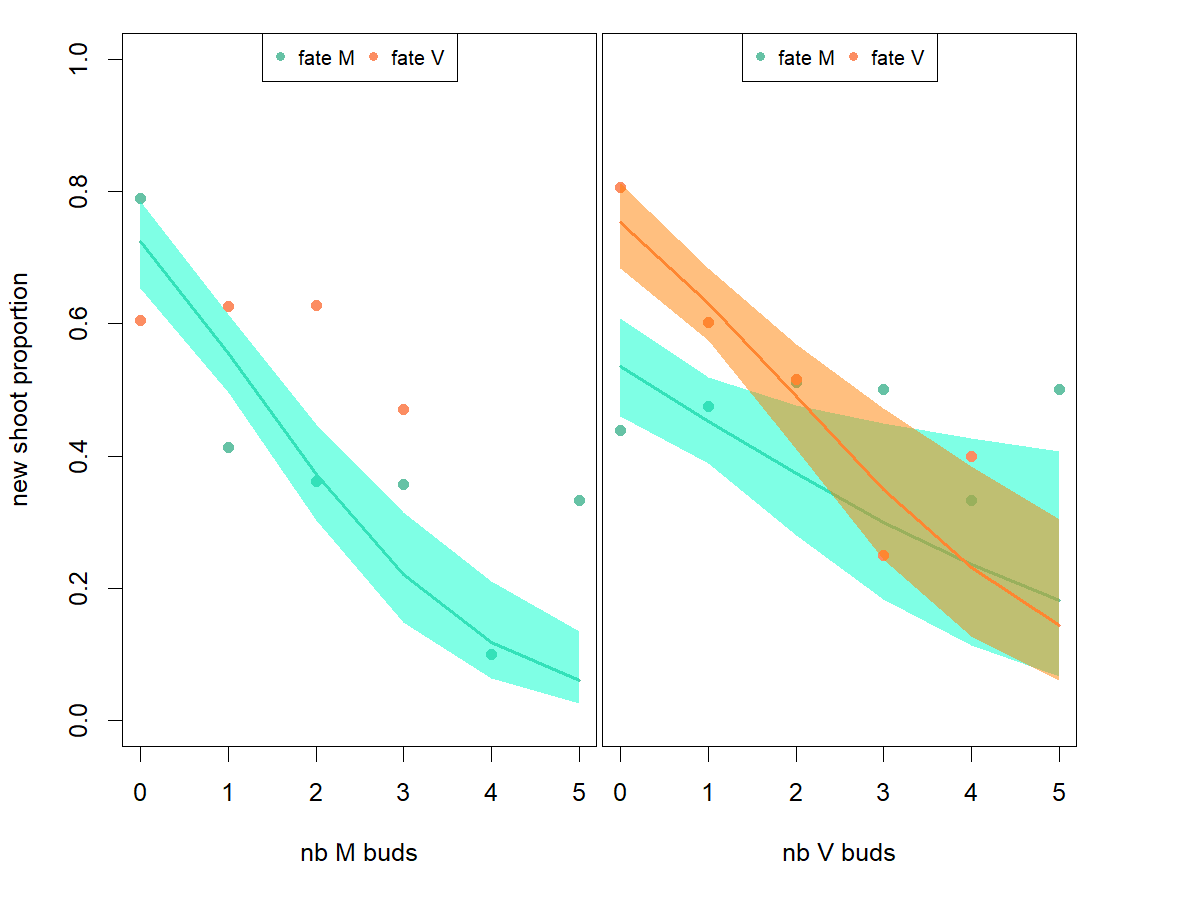 fate M fate V
fate M fate V
new shoot proportion
1.0
0.8
0.6
0.4
0.2
0.0
0 1 2 3 4 5
0 1 2 3 4 5
nb M buds
nb V buds